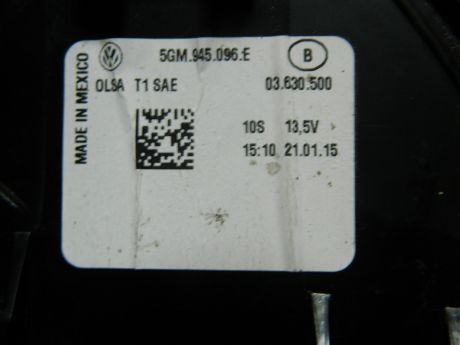 MADE IN MEXICO
5GM.945.096.E B
OLSA T1 SAE 03.630.500
10S 13,5V
15:10 21.01.15